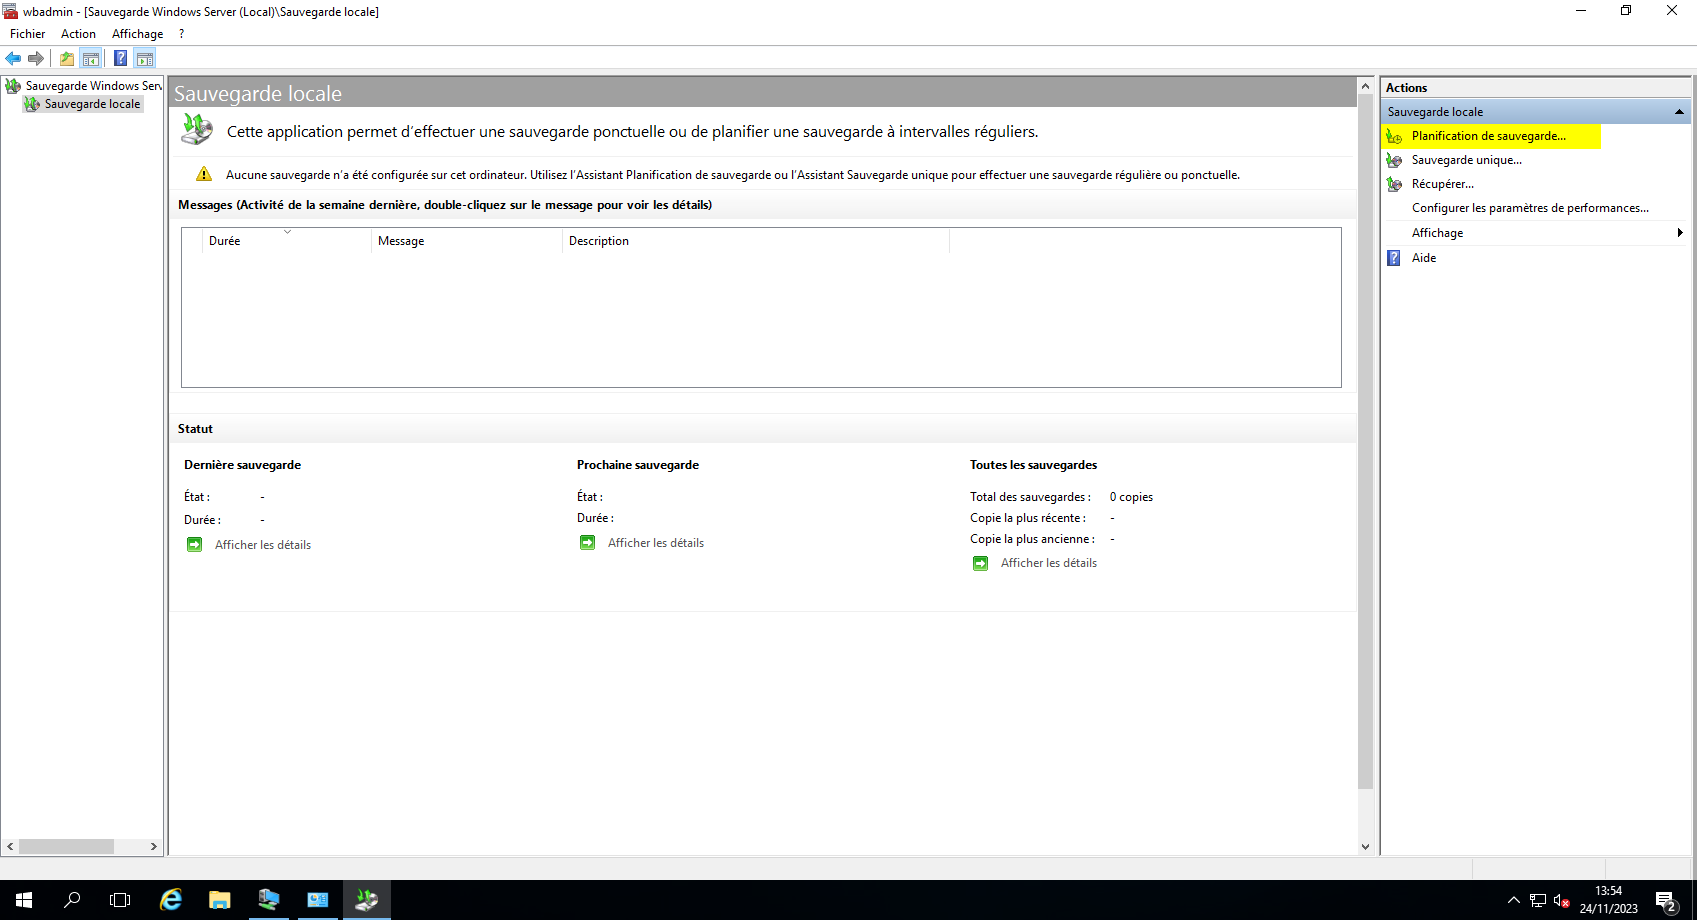 wbadmin - [Sauvegarde Windows Server (Local)\Sauvegarde locale]
Fichier Action Affichage ?
Sauvegarde Windows Serv
Sauvegarde locale
Sauvegarde locale
Cette application permet d’effectuer une sauvegarde ponctuelle ou de planifier une sauvegarde à intervalles réguliers.
Aucune sauvegarde n’a été configurée sur cet ordinateur. Utilisez l’Assistant Planification de sauvegarde ou l’Assistant Sauvegarde unique pour effectuer une sauvegarde régulière ou ponctuelle.
Messages (Activité de la semaine dernière, double-cliquez sur le message pour voir les détails)
Durée Message Description
Statut
Dernière sauvegarde
État : -
Durée : -
Afficher les détails
Prochaine sauvegarde
État :
Durée :
Afficher les détails
Toutes les sauvegardes
Total des sauvegardes : 0 copies
Copie la plus récente : -
Copie la plus ancienne : -
Afficher les détails
Actions
Sauvegarde locale
Planification de sauvegarde...
Sauvegarde unique...
Récupérer...
Configurer les paramètres de performances...
Affichage
Aide
13:54
24/11/2023
2